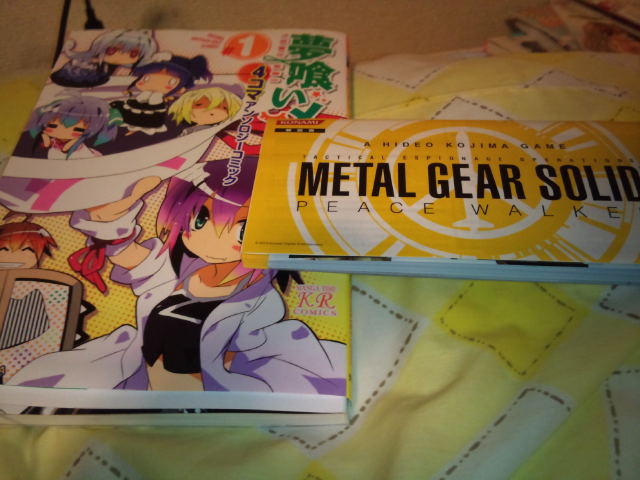 夢喰い!
1
4コマアンソロジーコミック
MANGA TIME
KR
COMICS
KONAMI
A HIDEO KOJIMA GAME
TACTICAL ESPIONAGE OPERATIONS
METAL GEAR SOLID
PEACE WALKE